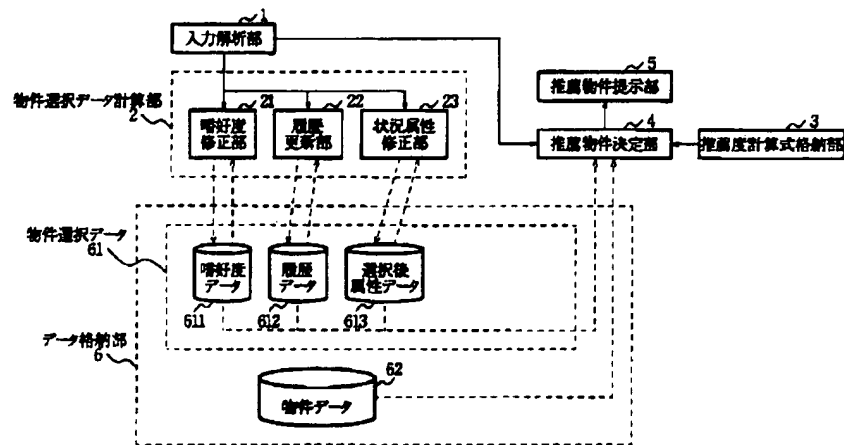 1
入力解析部
5
推薦物件提示部
物件選択データ計算部
2
21
嗜好度
修正部
22
履歴
更新部
23
状況属性
修正部
4
推薦物件決定部
3
推薦度計算式格納部
物件選択データ
61
嗜好度
データ
611
履歴
データ
612
選択後
属性データ
613
データ格納部
6
62
物件データ